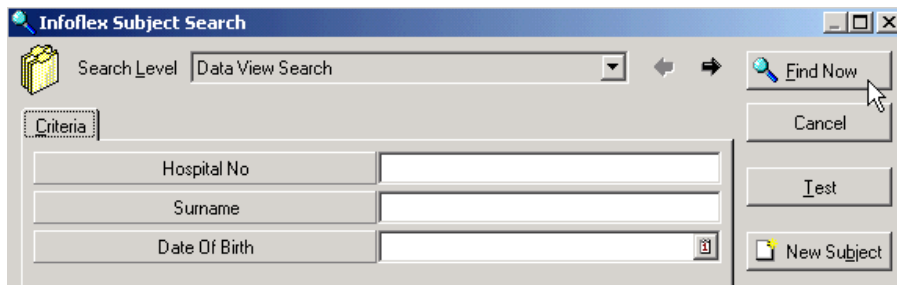 Infoflex Subject Search
Search Level Data View Search
Find Now
Cancel
Test
New Subject
Criteria
Hospital No
Surname
Date Of Birth